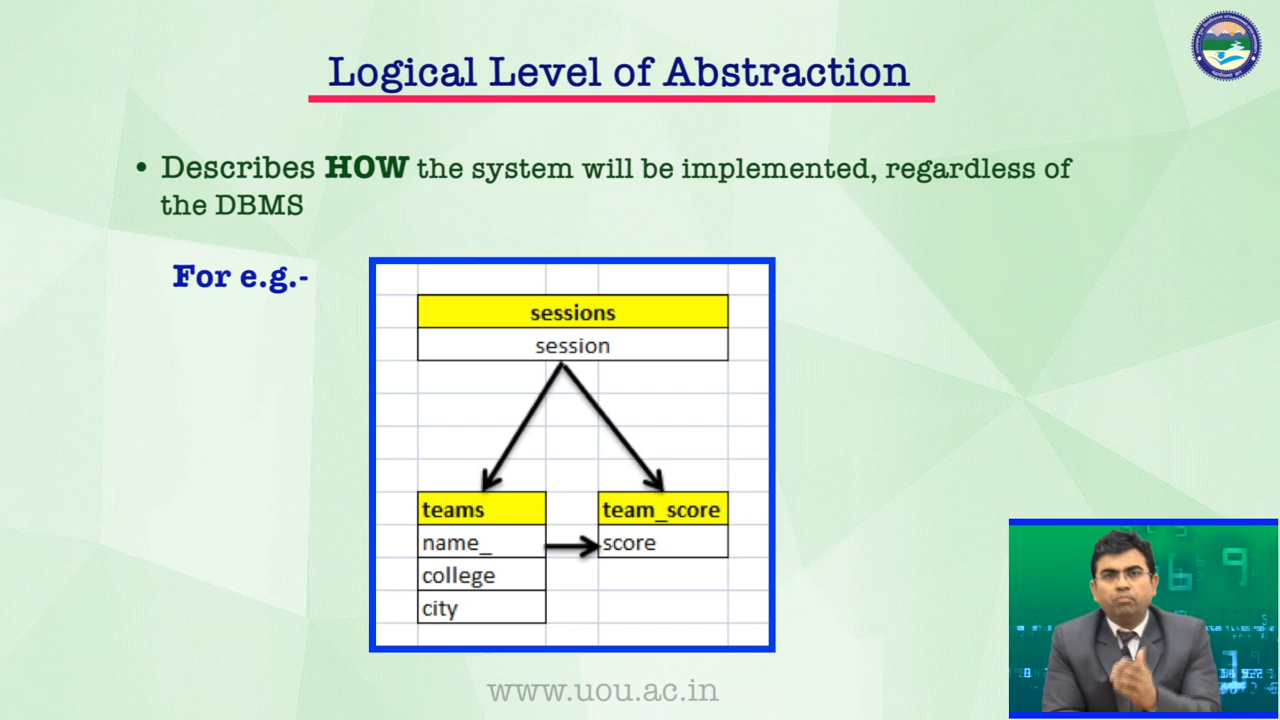 Logical Level of Abstraction
• Describes HOW the system will be implemented, regardless of
the DBMS
For e.g.-
sessions
session
teams
team_score
name_
score
college
city
www.uou.ac.in